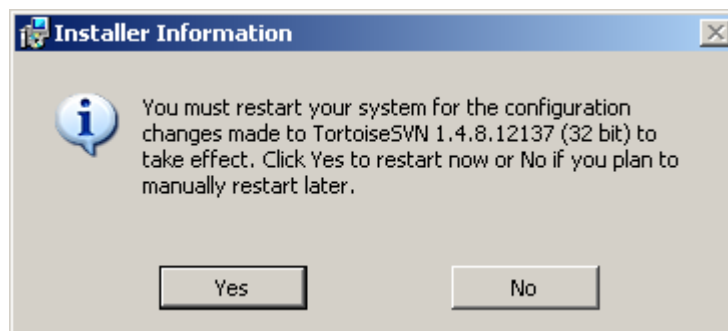 Installer Information
You must restart your system for the configuration
changes made to TortoiseSVN 1.4.8.12137 (32 bit) to
take effect. Click Yes to restart now or No if you plan to
manually restart later.
Yes
No